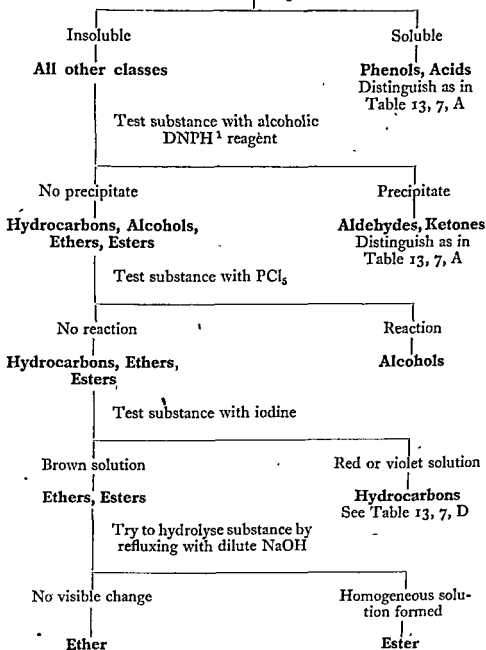 Insoluble
Soluble
All other classes
Phenols, Acids
Distinguish as in
Table 13, 7, A
Test substance with alcoholic
DNPH¹ reagent
No precipitate
Precipitate
Hydrocarbons, Alcohols,
Ethers, Esters
Aldehydes, Ketones
Distinguish as in
Table 13, 7, A
Test substance with PCl₅
No reaction
Reaction
Hydrocarbons, Ethers,
Esters
Alcohols
Test substance with iodine
Brown solution
Red or violet solution
Ethers, Esters
Hydrocarbons
See Table 13, 7, D
Try to hydrolyse substance by
refluxing with dilute NaOH
No visible change
Homogeneous solu-
tion formed
Ether
Ester